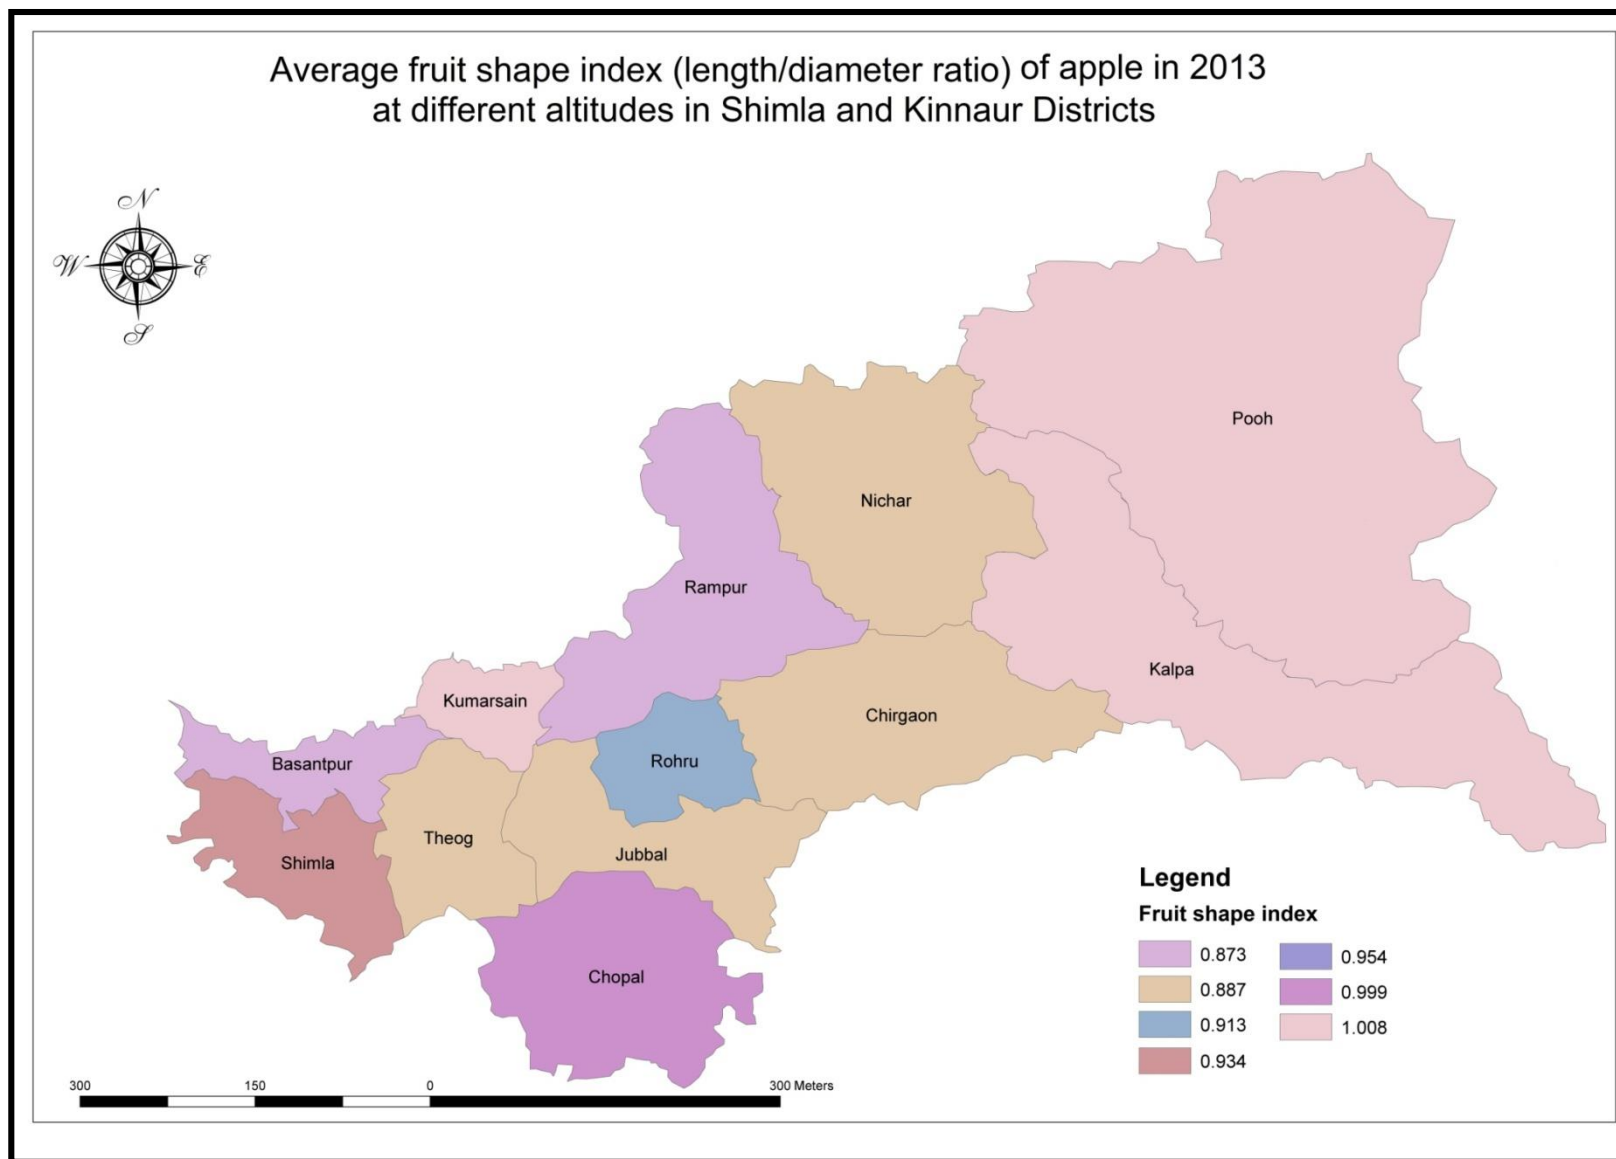 Average fruit shape index (length/diameter ratio) of apple in 2013
at different altitudes in Shimla and Kinnaur Districts
N
W
E
S
Pooh
Nichar
Rampur
Kalpa
Kumarsain
Chirgaon
Basantpur
Rohru
Theog
Jubbal
Shimla
Chopal
Legend
Fruit shape index
0.873
0.887
0.913
0.934
0.954
0.999
1.008
300 150 0 300 Meters